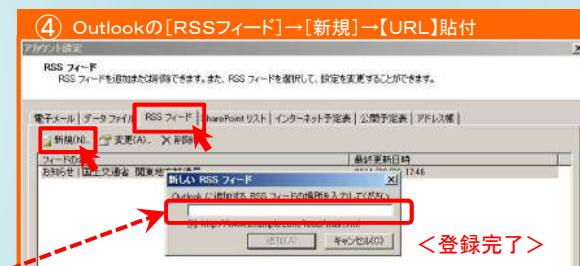 ④ Outlookの[RSSフィード]→[新規]→【URL】貼付
アカウント設定
RSS フィード
RSS フィードを追加または削除できます。また、RSS フィードを選択して、設定を変更することができます。
電子メール データ ファイル RSS フィード SharePoint リスト インターネット予定表 公開予定表 アドレス帳
新規(N)... 変更(A)... 削除
フィードの 最終更新日時
お知らせ | 国土交通省 関東地 17:46
新しい RSS フィード
Outlook に追加する RSS フィードの場所を入力してください
追加(A) キャンセル(C)
＜登録完了＞